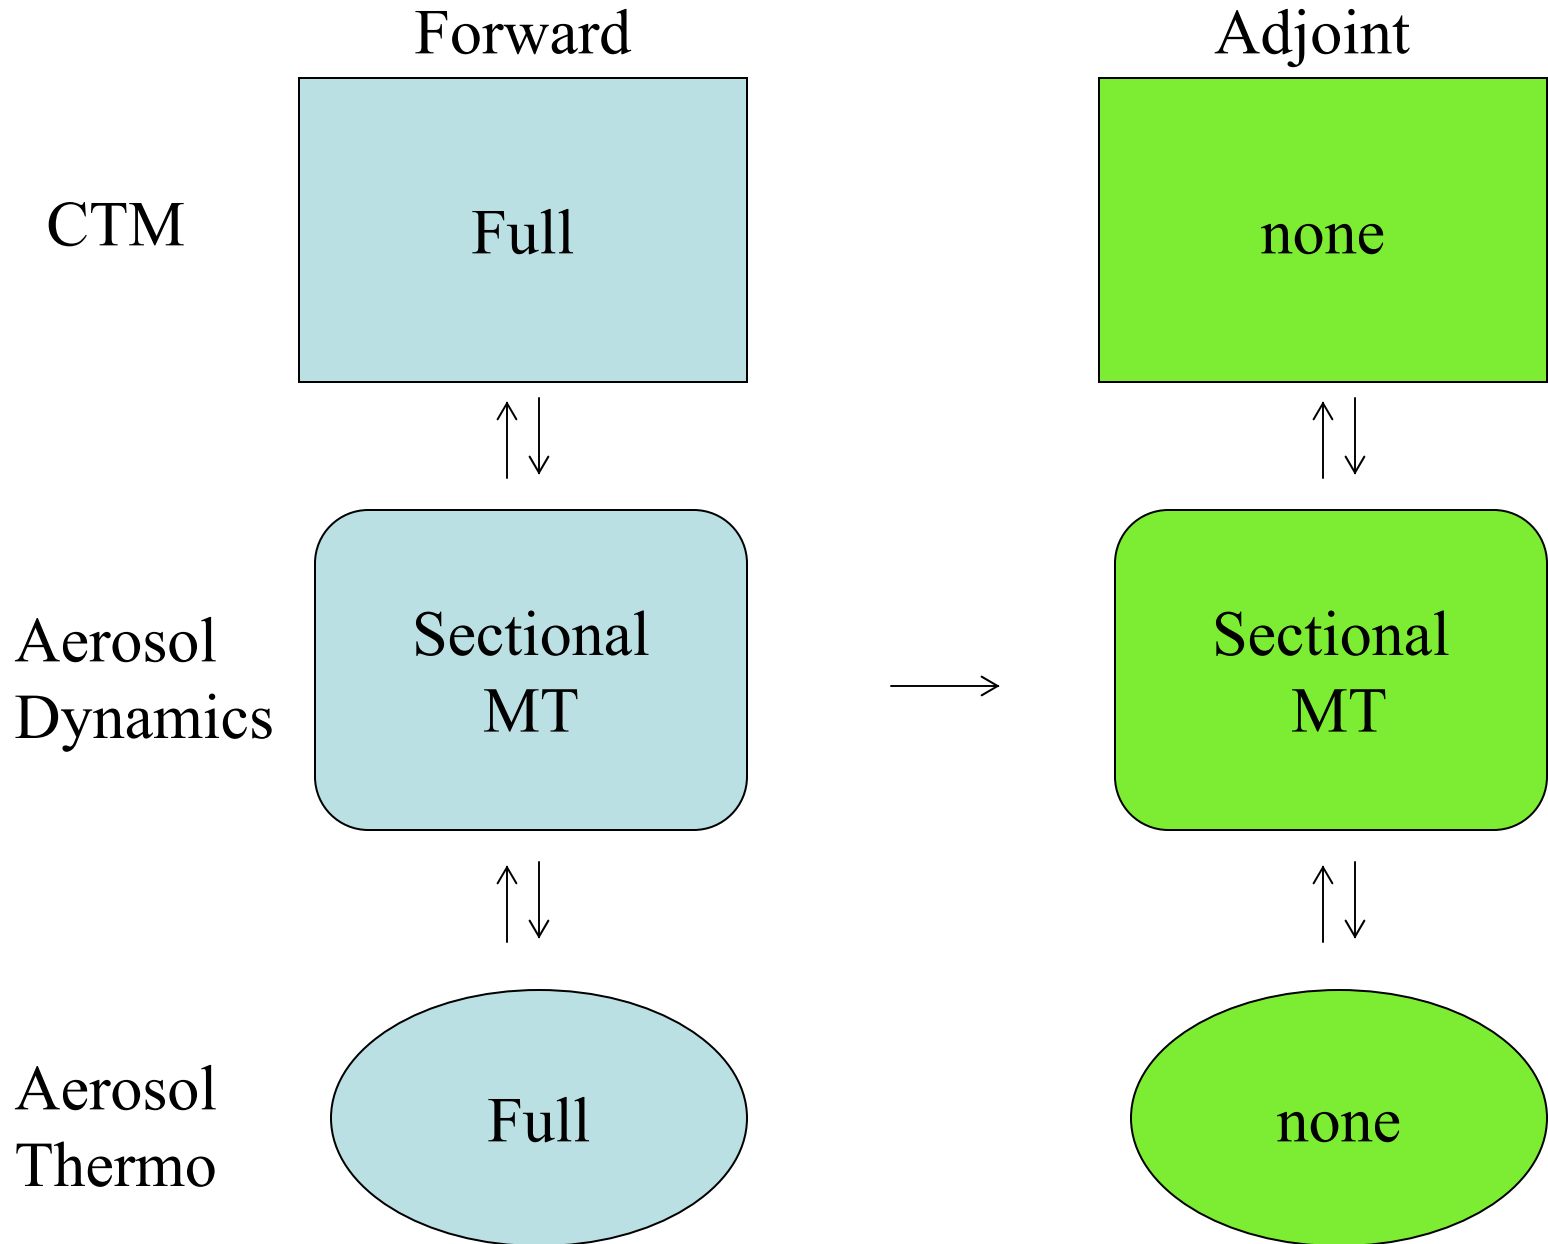 Forward
Adjoint
CTM
Full
none
Aerosol
Dynamics
Sectional
MT
Sectional
MT
Aerosol
Thermo
Full
none